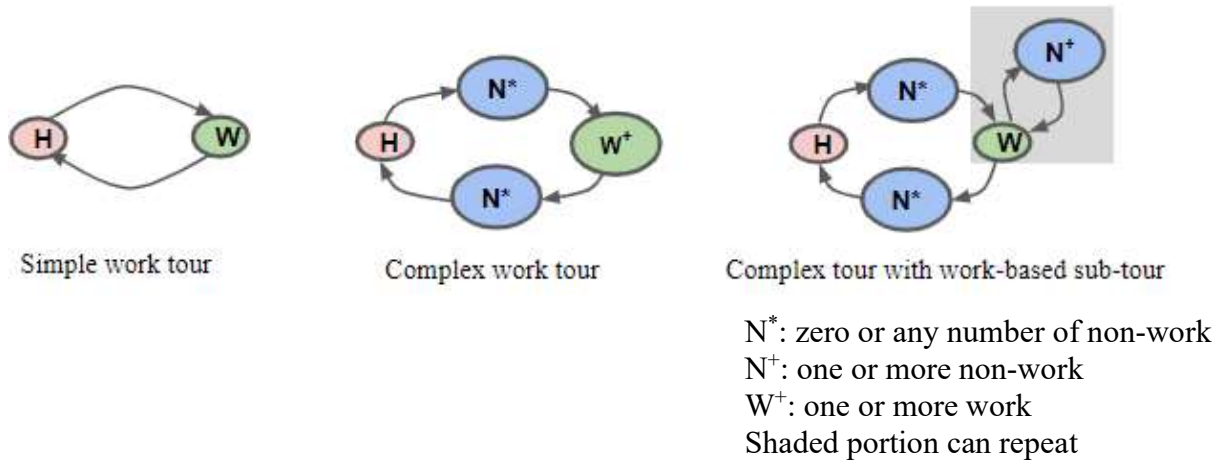 H
W
Simple work tour
N*
H
W+
N*
Complex work tour
N+
N*
H
W
N*
Complex tour with work-based sub-tour
N*: zero or any number of non-work
N+: one or more non-work
W+: one or more work
Shaded portion can repeat